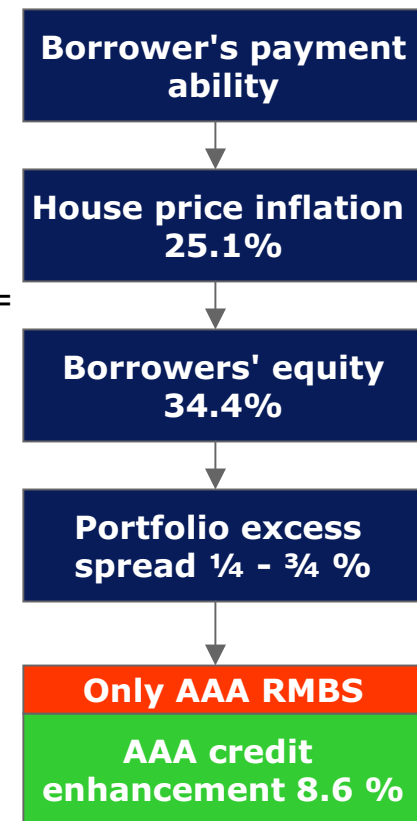 Borrower's payment
ability
House price inflation
25.1%
=
Borrowers' equity
34.4%
Portfolio excess
spread ¼ - ¾ %
Only AAA RMBS
AAA credit
enhancement 8.6 %